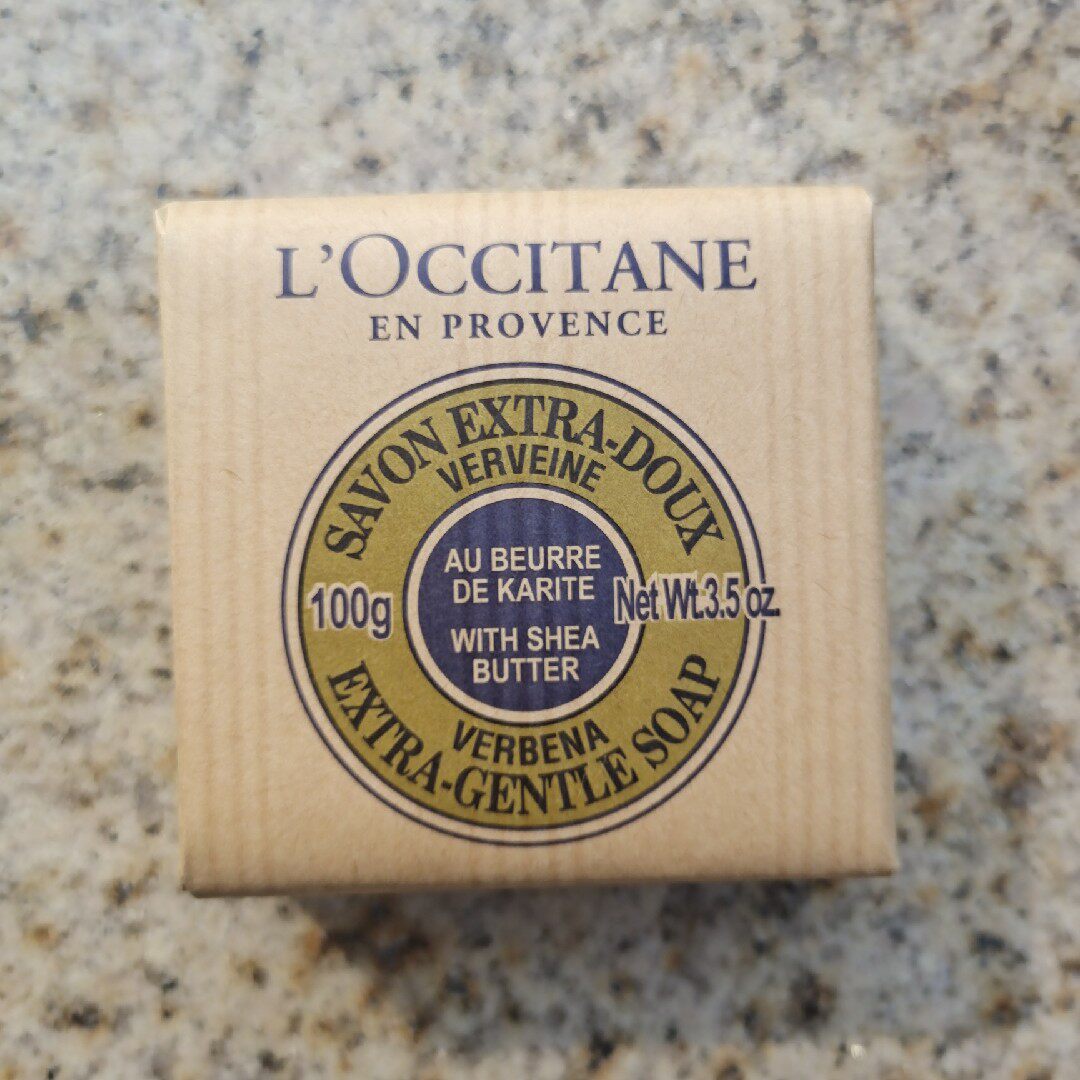 L'OCCITANE
EN PROVENCE
SAVON EXTRA-DOUX
VERVEINE
AU BEURRE
DE KARITE
100g
Net Wt.3.5 oz.
WITH SHEA
BUTTER
VERBENA
EXTRA-GENTLE SOAP